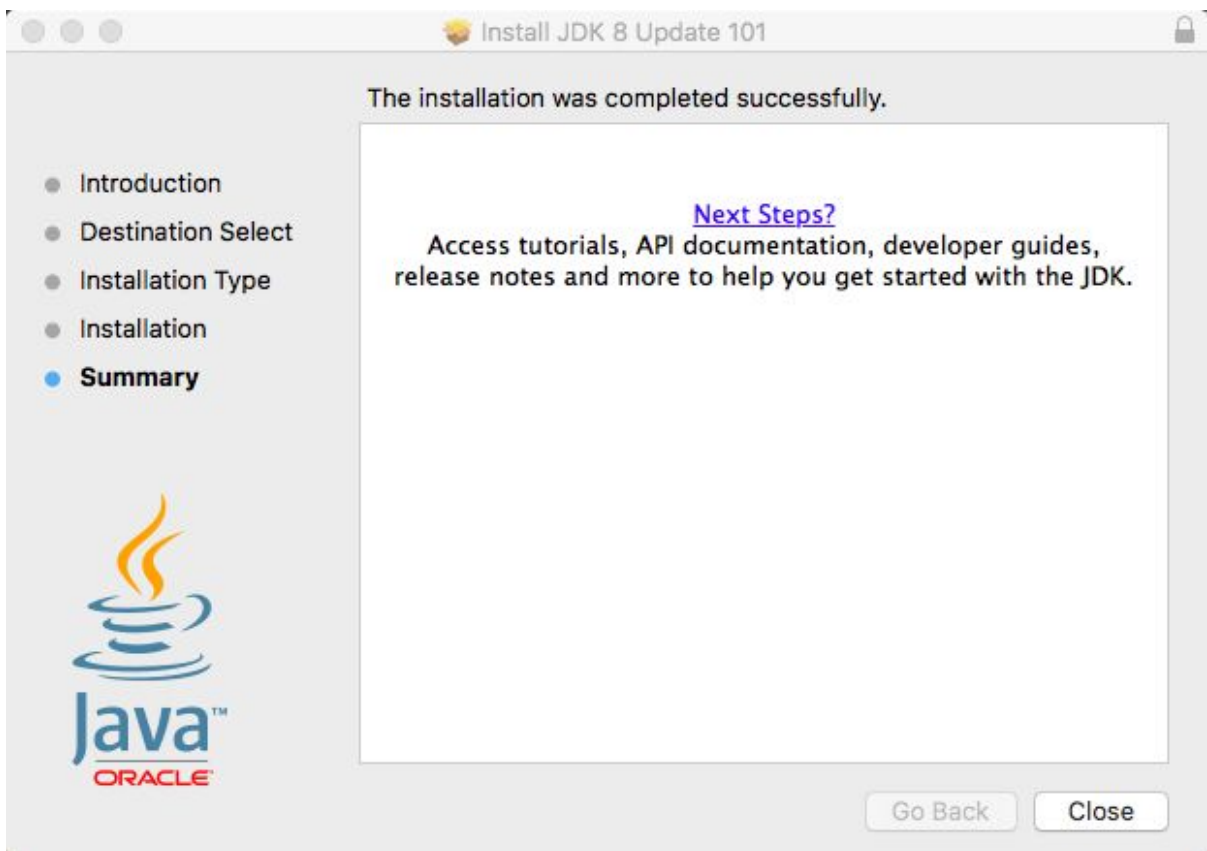 Install JDK 8 Update 101
The installation was completed successfully.
Introduction
Destination Select
Installation Type
Installation
Summary
Next Steps?
Access tutorials, API documentation, developer guides,
release notes and more to help you get started with the JDK.
Java™
ORACLE
Go Back
Close